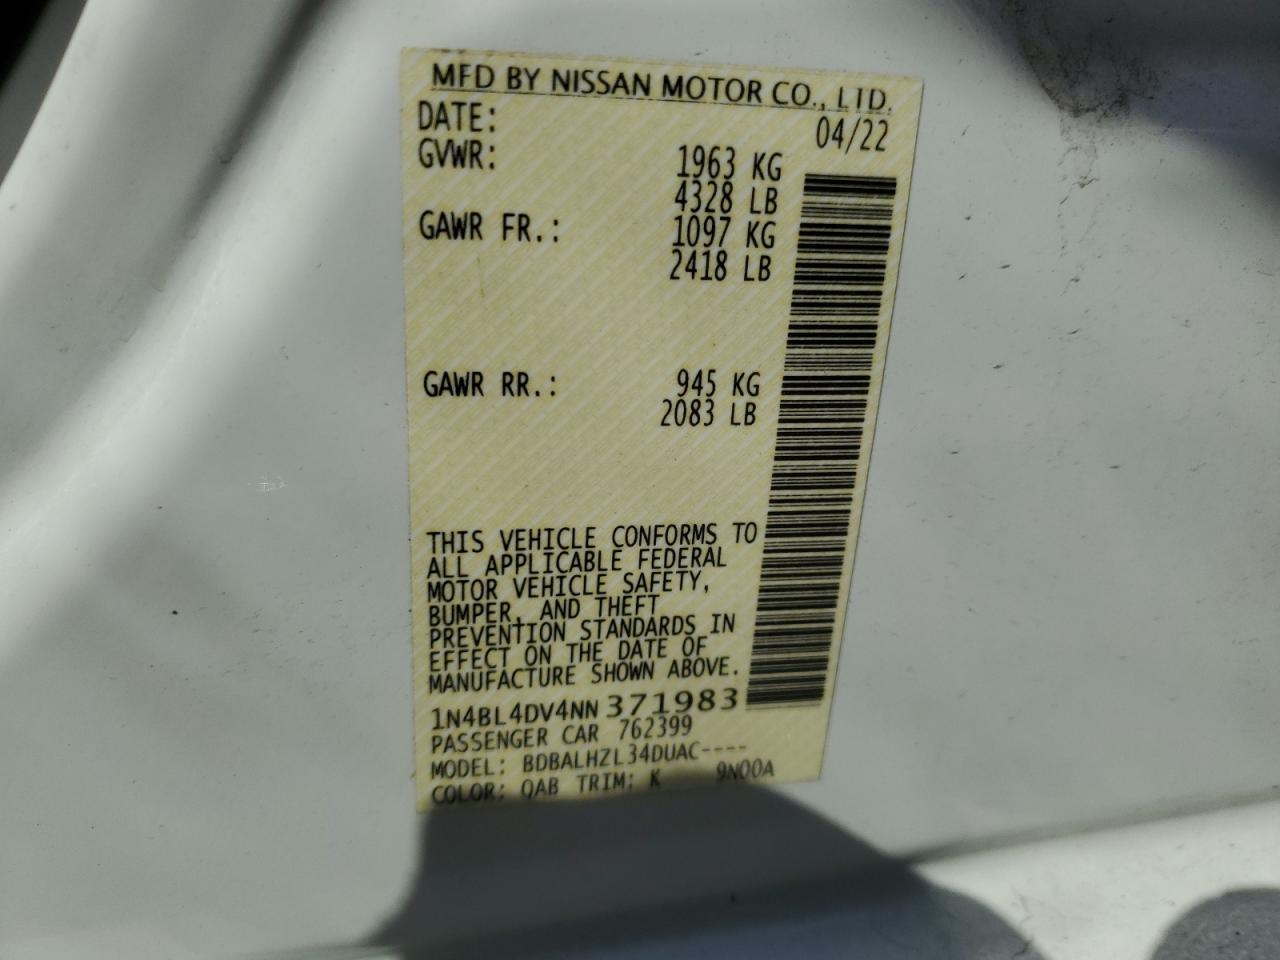 MFD BY NISSAN MOTOR CO., LTD.
DATE: 04/22
GVWR: 1963 KG
4328 LB
GAWR FR.: 1097 KG
2418 LB
GAWR RR.: 945 KG
2083 LB
THIS VEHICLE CONFORMS TO
ALL APPLICABLE FEDERAL
MOTOR VEHICLE SAFETY,
BUMPER, AND THEFT
PREVENTION STANDARDS IN
EFFECT ON THE DATE OF
MANUFACTURE SHOWN ABOVE.
1N4BL4DV4NN371983
PASSENGER CAR 762399
MODEL: BDBALHZL34DUAC----
COLOR: QAB TRIM: K 9N00A